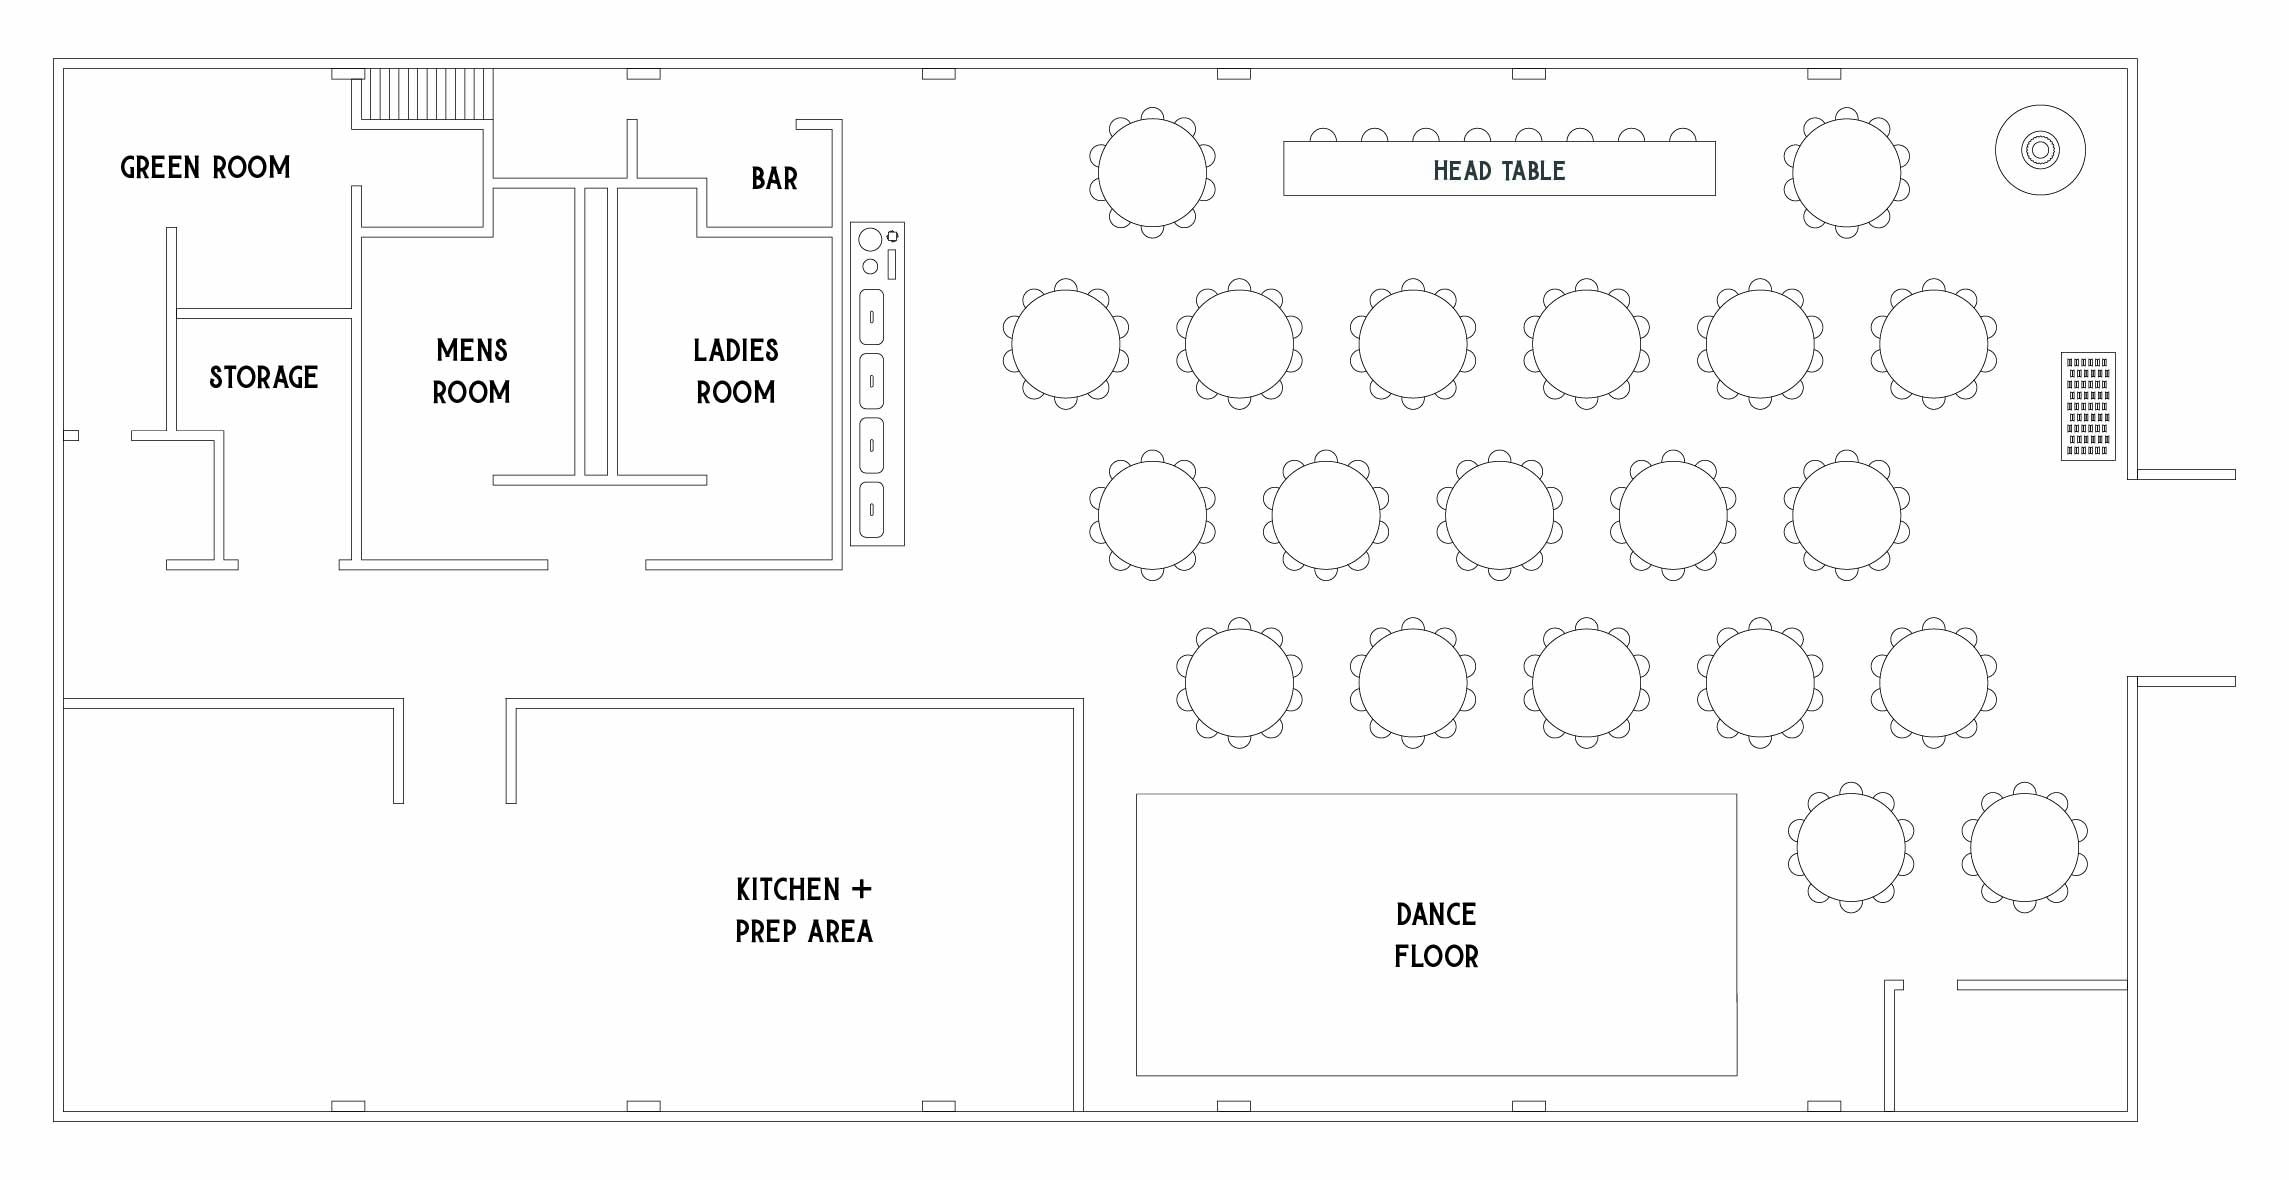 GREEN ROOM
BAR
HEAD TABLE
STORAGE
MENS
ROOM
LADIES
ROOM
KITCHEN +
PREP AREA
DANCE
FLOOR